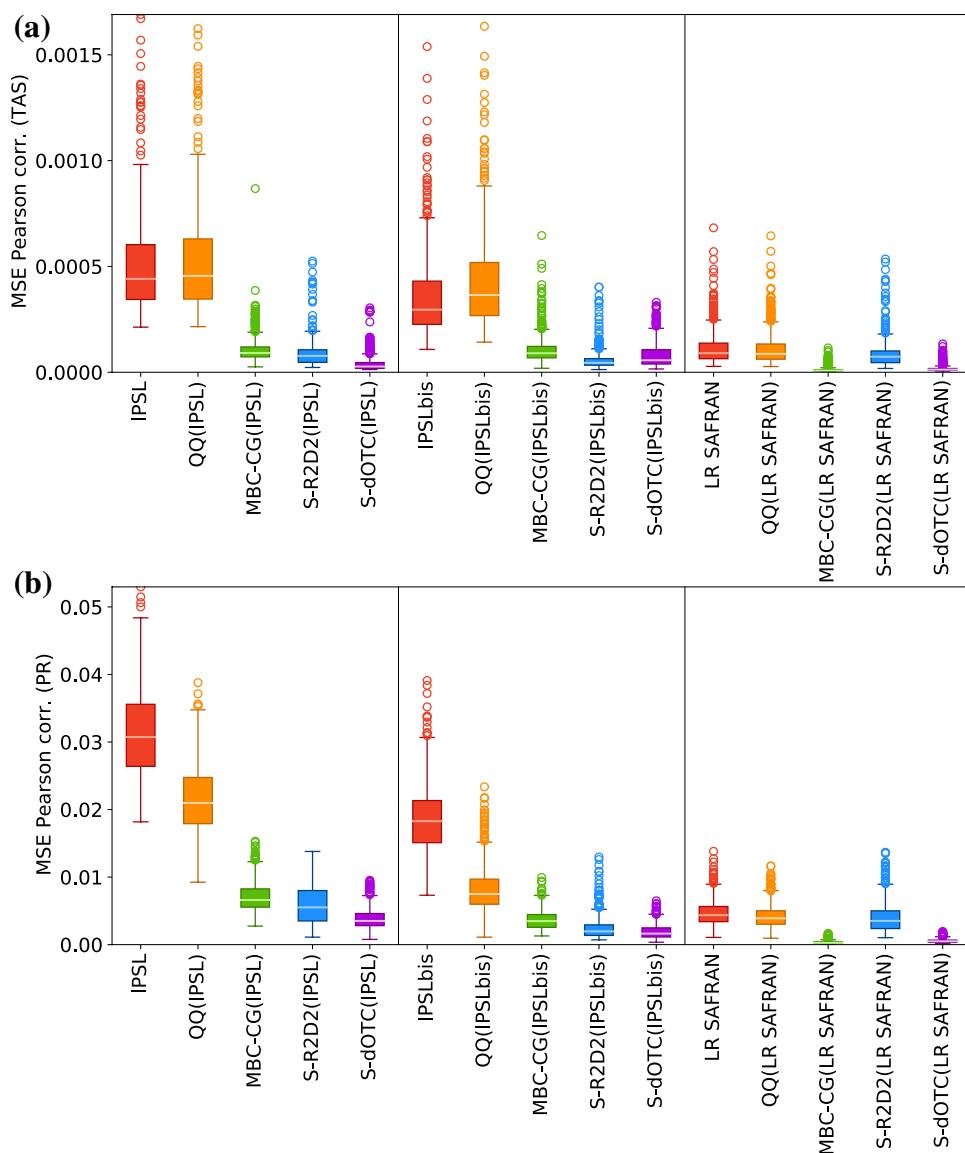 (a)
MSE Pearson corr. (TAS)
0.0015
0.0010
0.0005
0.0000
IPSL
QQ(IPSL)
MBC-CG(IPSL)
S-R2D2(IPSL)
S-dOTC(IPSL)
IPSLbis
QQ(IPSLbis)
MBC-CG(IPSLbis)
S-R2D2(IPSLbis)
S-dOTC(IPSLbis)
LR SAFRAN
QQ(LR SAFRAN)
MBC-CG(LR SAFRAN)
S-R2D2(LR SAFRAN)
S-dOTC(LR SAFRAN)
(b)
MSE Pearson corr. (PR)
0.05
0.04
0.03
0.02
0.01
0.00
IPSL
QQ(IPSL)
MBC-CG(IPSL)
S-R2D2(IPSL)
S-dOTC(IPSL)
IPSLbis
QQ(IPSLbis)
MBC-CG(IPSLbis)
S-R2D2(IPSLbis)
S-dOTC(IPSLbis)
LR SAFRAN
QQ(LR SAFRAN)
MBC-CG(LR SAFRAN)
S-R2D2(LR SAFRAN)
S-dOTC(LR SAFRAN)